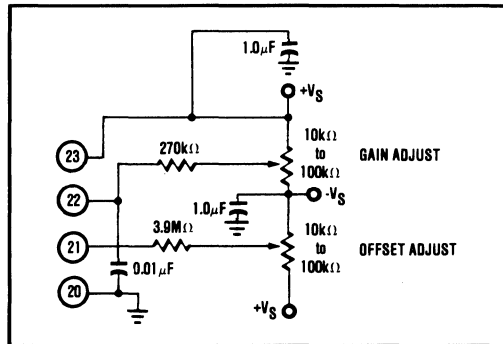 1.0µF
+VS
23
270kΩ
10kΩ
to
100kΩ
GAIN ADJUST
22
1.0µF
-VS
21
3.9MΩ
10kΩ
to
100kΩ
OFFSET ADJUST
0.01µF
20
+VS